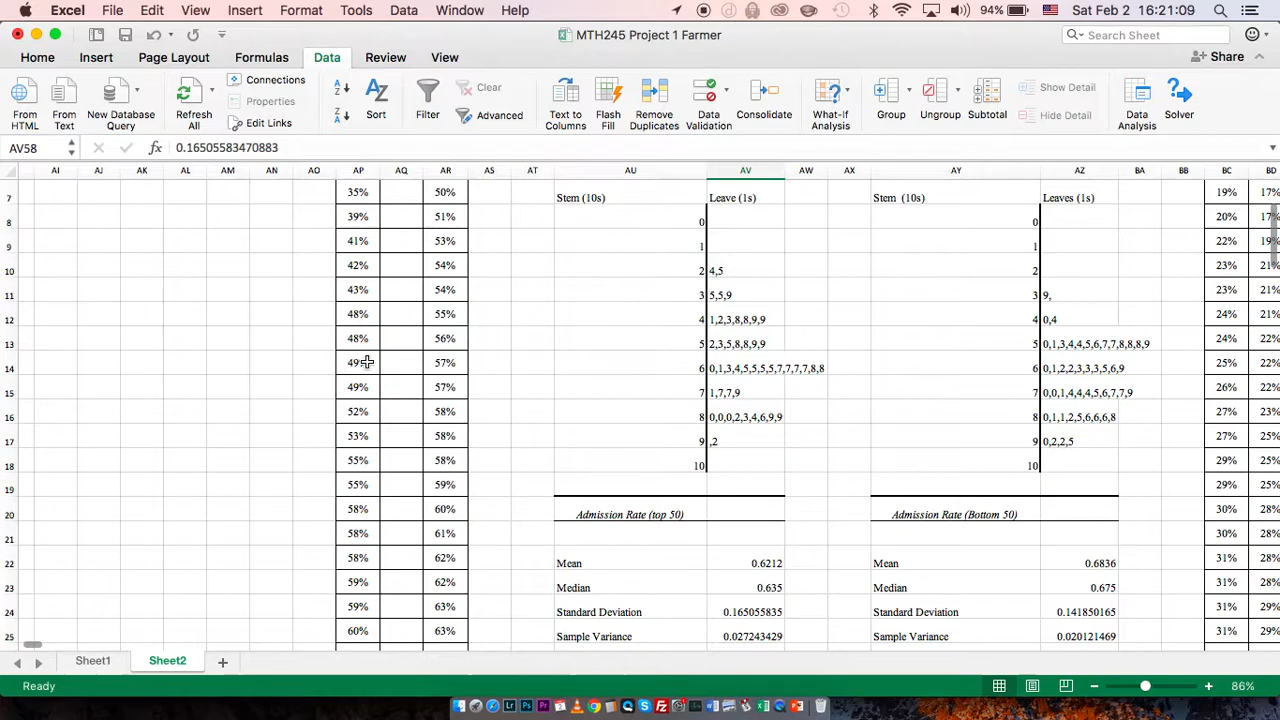 Excel File Edit View Insert Format Tools Data Window Help 94% Sat Feb 2 16:21:09
MTH245 Project 1 Farmer Search Sheet
Home Insert Page Layout Formulas Data Review View Share
From HTML From Text New Database Query Refresh All Connections Properties Edit Links Sort Filter Clear Advanced Text to Columns Flash Fill Remove Duplicates Data Validation Consolidate What-If Analysis Group Ungroup Subtotal Show Detail Hide Detail Data Analysis Solver
AV58 fx 0.16505583470883
AI AJ AK AL AM AN AO AP AQ AR AS AT AU AV AW AX AY AZ BA BB BC BD
7 35% 50% Stem (10s) Leave (1s) Stem (10s) Leaves (1s) 19% 17%
8 39% 51% 0 0 20% 17%
9 41% 53% 1 1 22% 19%
10 42% 54% 2 4,5 2 23% 21%
11 43% 54% 3 5,5,9 3 9, 23% 21%
12 48% 55% 4 1,2,3,8,8,9,9 4 0,4 24% 21%
13 48% 56% 5 2,3,5,8,8,9,9 5 0,1,3,4,4,5,6,7,7,8,8,8,9 24% 22%
14 49% 57% 6 0,1,3,4,5,5,5,5,7,7,7,7,8,8 6 0,1,2,2,3,3,3,5,6,9 25% 22%
15 49% 57% 7 1,7,7,9 7 0,0,1,4,4,4,5,6,7,7,9 26% 22%
16 52% 58% 8 0,0,0,2,3,4,6,9,9 8 0,1,1,2,5,6,6,6,8 27% 23%
17 53% 58% 9 ,2 9 0,2,2,5 27% 25%
18 55% 58% 10 10 29% 25%
19 55% 59% 29% 25%
20 58% 60% Admission Rate (top 50) Admission Rate (Bottom 50) 30% 28%
21 58% 61% 30% 28%
22 58% 62% Mean 0.6212 Mean 0.6836 31% 28%
23 59% 62% Median 0.635 Median 0.675 31% 28%
24 59% 63% Standard Deviation 0.165055835 Standard Deviation 0.141850165 31% 29%
25 60% 63% Sample Variance 0.027243429 Sample Variance 0.020121469 31% 29%
Sheet1 Sheet2
Ready 86%